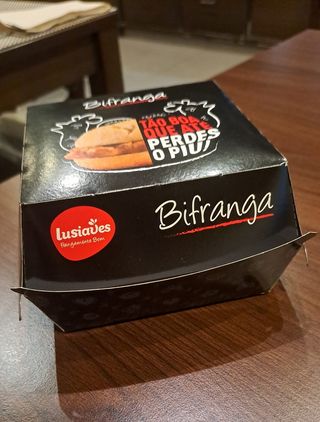 Bifranga
TÃO BOA
QUE ATÉ
PERDES
O PIU!
Bifranga
lusiaves
Frangamente Bom